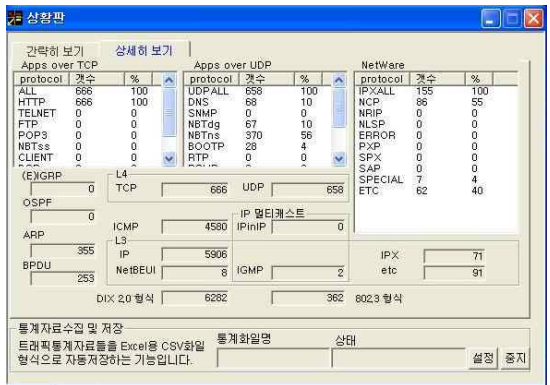 상황판
간략히 보기
상세히 보기
Apps over TCP
protocol 갯수 %
ALL 666 100
HTTP 666 100
TELNET 0 0
FTP 0 0
POP3 0 0
NBTss 0 0
CLIENT 0 0
Apps over UDP
protocol 갯수 %
UDPALL 658 100
DNS 68 10
SNMP 0 0
NBTdg 67 10
NBTns 370 56
BOOTP 28 4
RTP 0 0
NetWare
protocol 갯수 %
IPXALL 155 100
NCP 86 55
NRIP 0 0
NLSP 0 0
ERROR 0 0
PXP 0 0
SPX 0 0
SAP 0 0
SPECIAL 7 4
ETC 62 40
(E)IGRP
0
OSPF
0
ARP
355
BPDU
253
L4
TCP 666 UDP 658
IP 멀티캐스트
ICMP 4580 IPinIP 0
L3
IP 5906
NetBEUI 8 IGMP 2
IPX 71
etc 91
DIX 2.0 형식 6282 362 802.3 형식
통계자료수집 및 저장
트래픽통계자료들을 Excel용 CSV화일
형식으로 자동저장하는 기능입니다.
통계화일명
상태
설정
중지